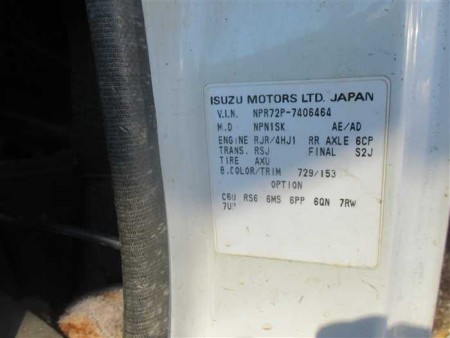 ISUZU MOTORS LTD. JAPAN
V.I.N. NPR72P-7406464
M.D NPN1SK AE/AD
ENGINE RJR/4HJ1 RR AXLE 6CP
TRANS. RSJ FINAL S2J
TIRE AXU
B.COLOR/TRIM 729/153
OPTION
C6U RS6 6MS 6PP 6QN 7RW